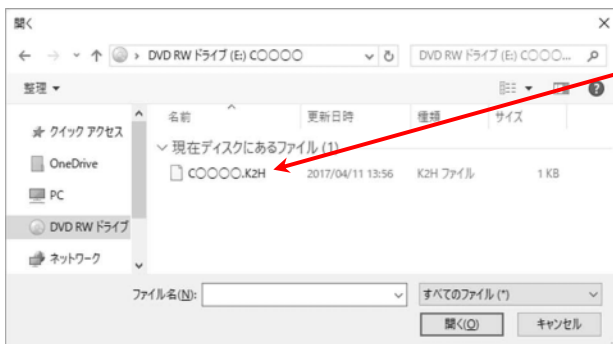 開く
DVD RW ドライブ (E:) C〇〇〇〇
DVD RW ドライブ (E:) C〇〇〇...
整理
名前 更新日時 種類 サイズ
クイック アクセス
現在ディスクにあるファイル (1)
C〇〇〇〇.K2H 2017/04/11 13:56 K2H ファイル 1 KB
OneDrive
PC
DVD RW ドライブ
ネットワーク
ファイル名(N): すべてのファイル (*)
開く(O) キャンセル